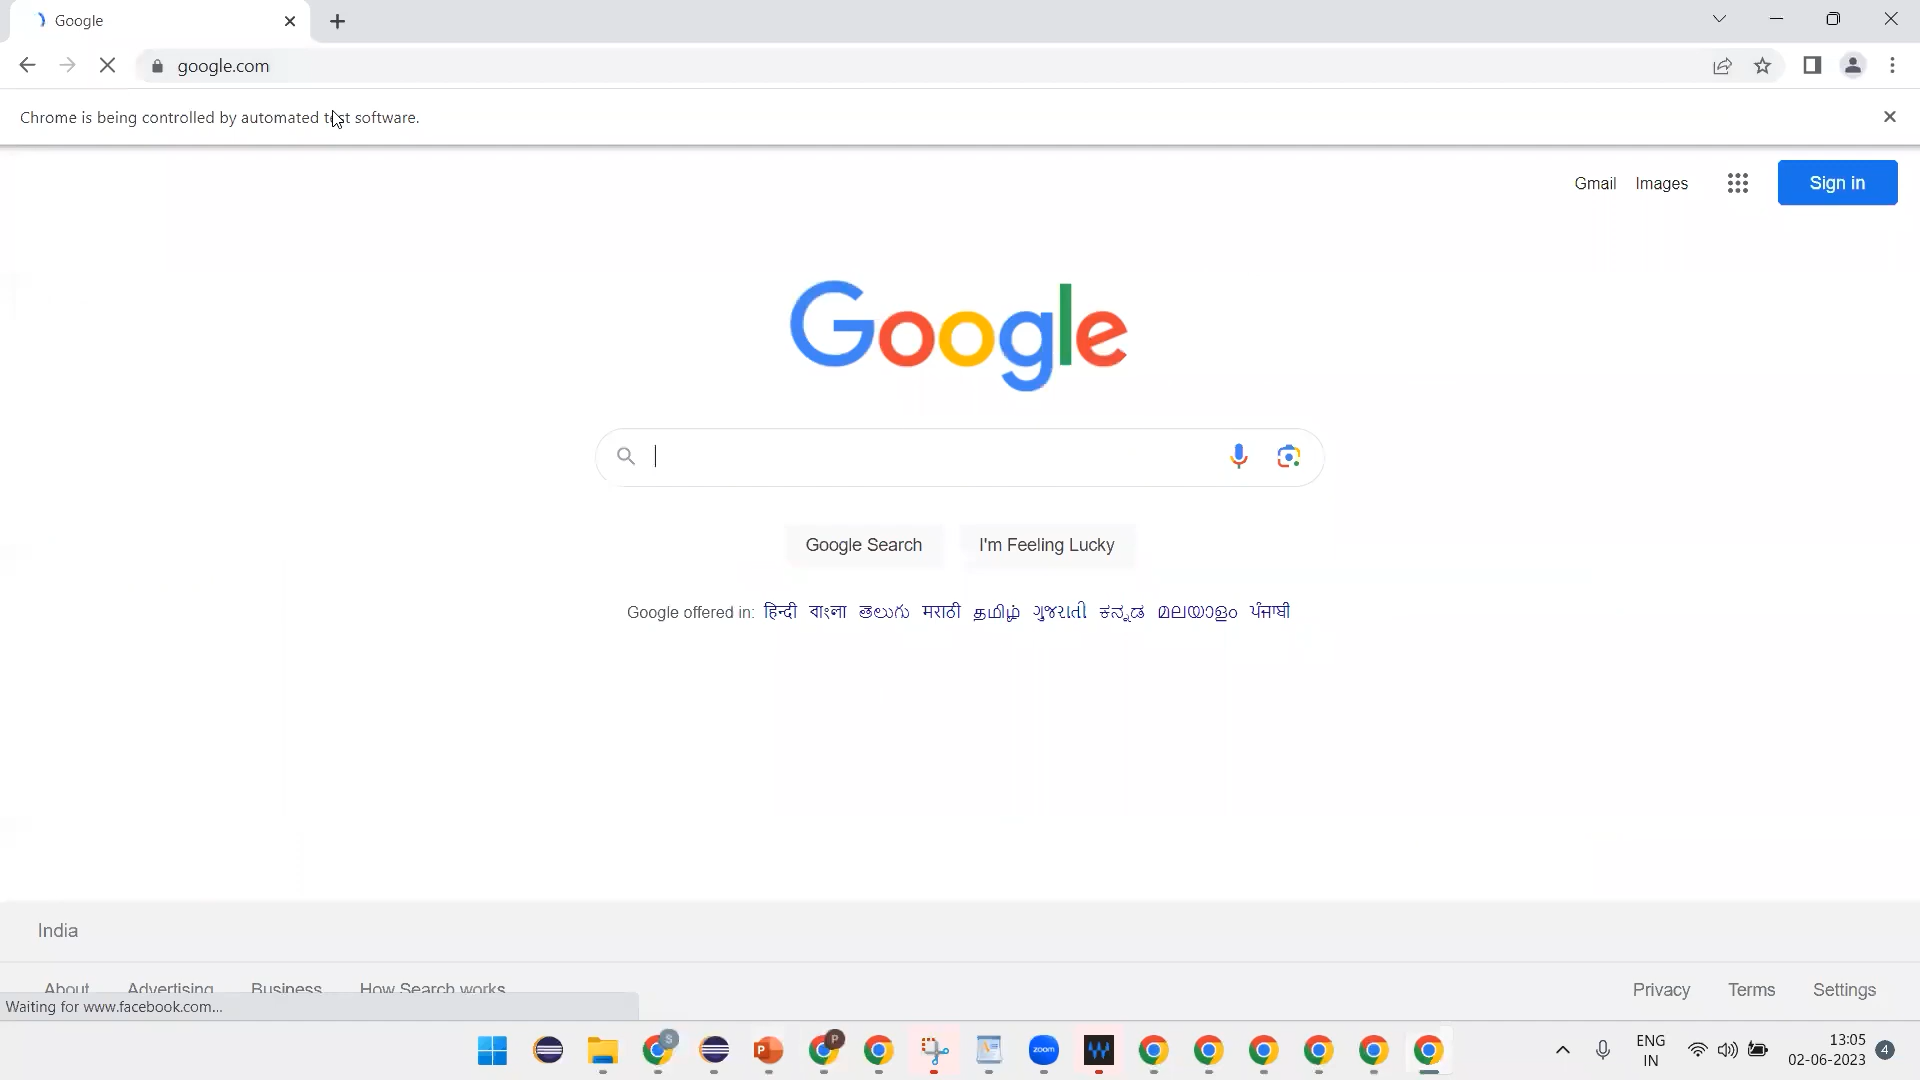 Google
google.com
Chrome is being controlled by automated test software.
Gmail Images Sign in
Google
Google Search I'm Feeling Lucky
Google offered in: हिन्दी বাংলা తెలుగు मराठी தமிழ் ગુજરાતી ಕನ್ನಡ മലയാളം ਪੰਜਾਬੀ
India
About Advertising Business How Search works Privacy Terms Settings
Waiting for www.facebook.com...
S P zoom ENG 13:05
IN 02-06-2023 4